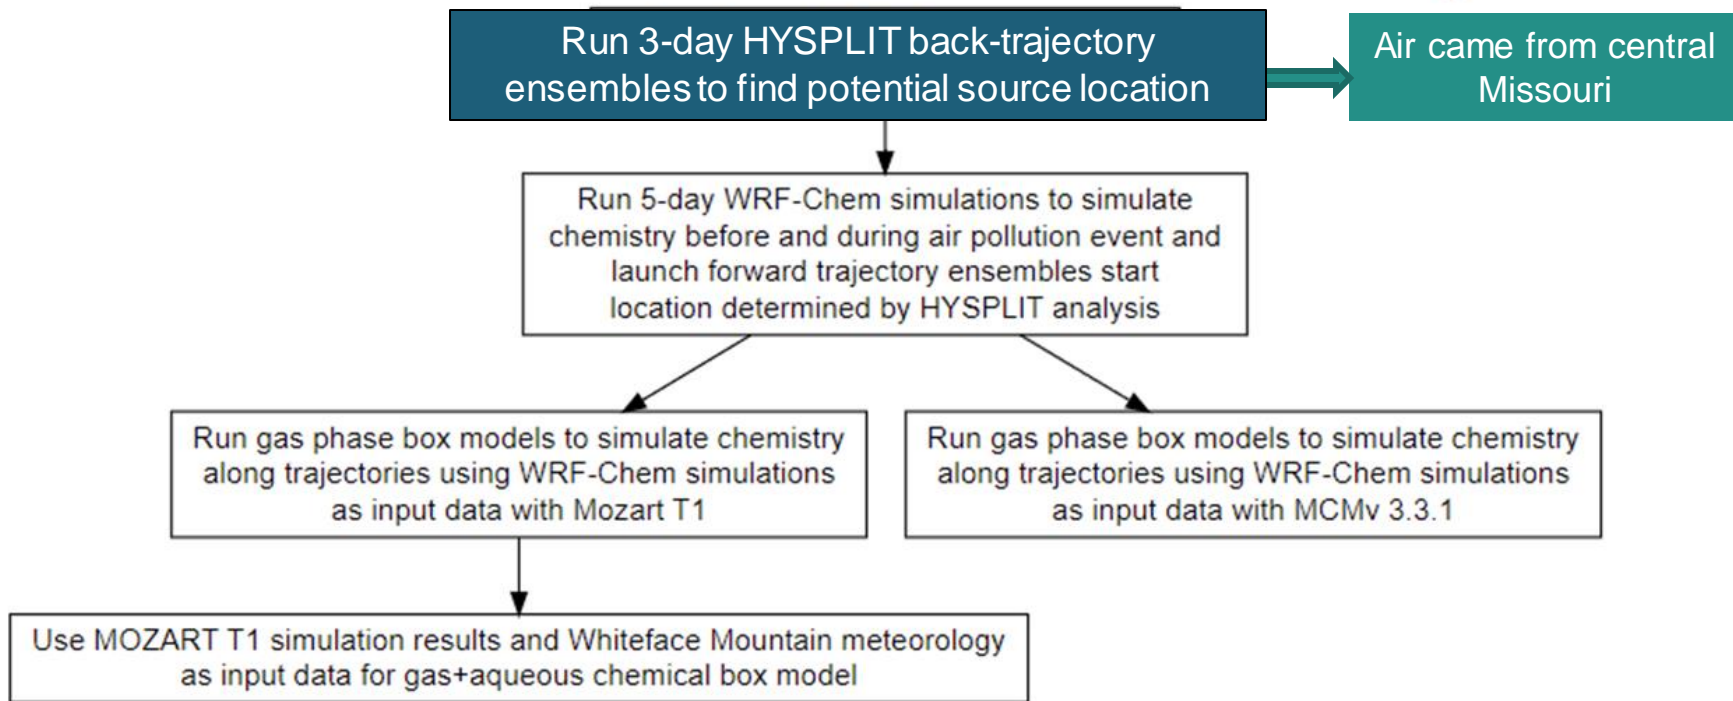 Run 3-day HYSPLIT back-trajectory
ensembles to find potential source location
Air came from central
Missouri
Run 5-day WRF-Chem simulations to simulate
chemistry before and during air pollution event and
launch forward trajectory ensembles start
location determined by HYSPLIT analysis
Run gas phase box models to simulate chemistry
along trajectories using WRF-Chem simulations
as input data with Mozart T1
Run gas phase box models to simulate chemistry
along trajectories using WRF-Chem simulations
as input data with MCMv 3.3.1
Use MOZART T1 simulation results and Whiteface Mountain meteorology
as input data for gas+aqueous chemical box model